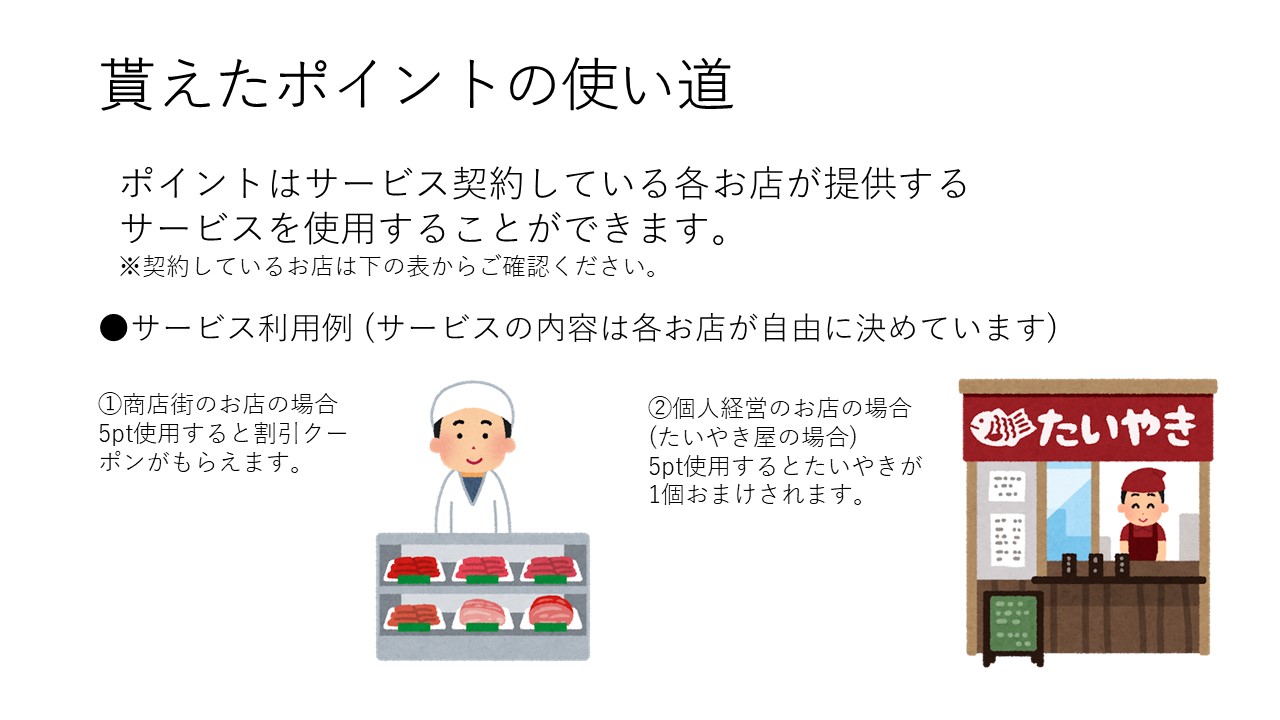 貰えたポイントの使い道
ポイントはサービス契約している各お店が提供する
サービスを使用することができます。
※契約しているお店は下の表からご確認ください。
●サービス利用例 (サービスの内容は各お店が自由に決めています)
①商店街のお店の場合
5pt使用すると割引クー
ポンがもらえます。
②個人経営のお店の場合
(たいやき屋の場合)
5pt使用するとたいやきが
1個おまけされます。
たいやき